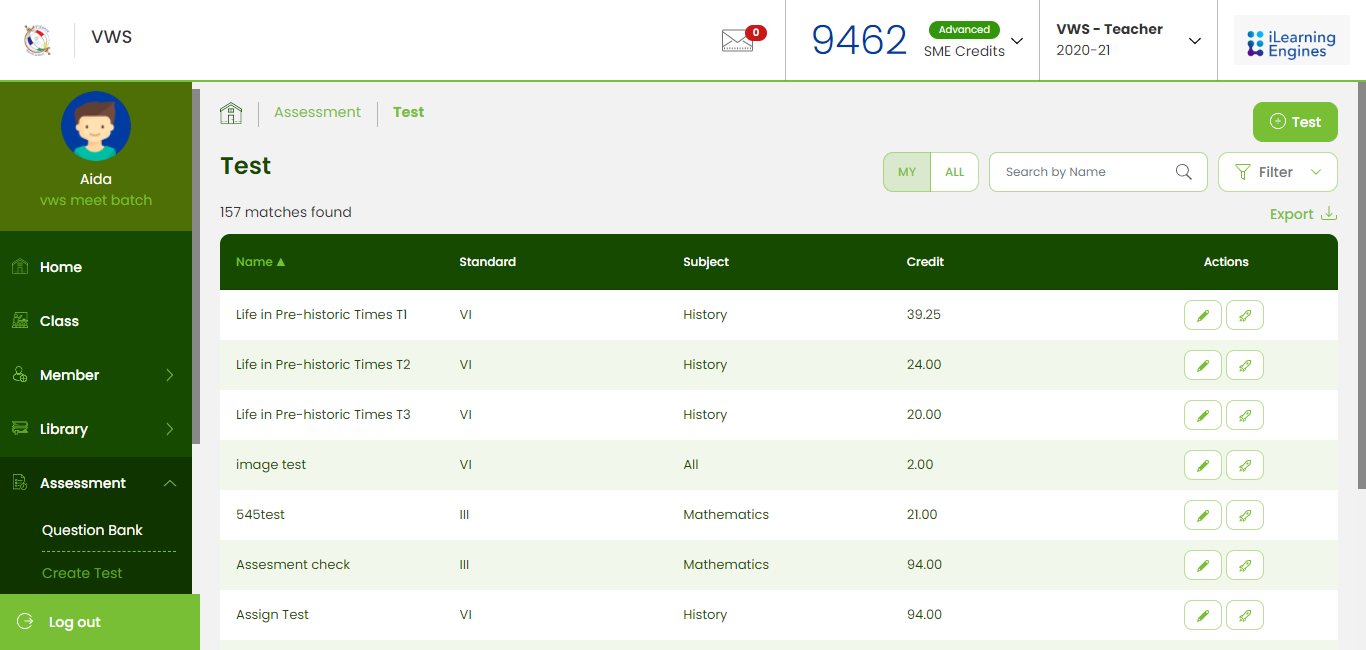 VWS
0
9462
Advanced
SME Credits
VWS - Teacher
2020-21
iLearning
Engines
Aida
vws meet batch
Home
Class
Member
Library
Assessment
Question Bank
Create Test
Log out
Assessment Test
Test
Test
MY ALL Search by Name Filter
157 matches found
Export
Name ▲ Standard Subject Credit Actions
Life in Pre-historic Times T1 VI History 39.25
Life in Pre-historic Times T2 VI History 24.00
Life in Pre-historic Times T3 VI History 20.00
image test VI All 2.00
545test III Mathematics 21.00
Assesment check III Mathematics 94.00
Assign Test VI History 94.00